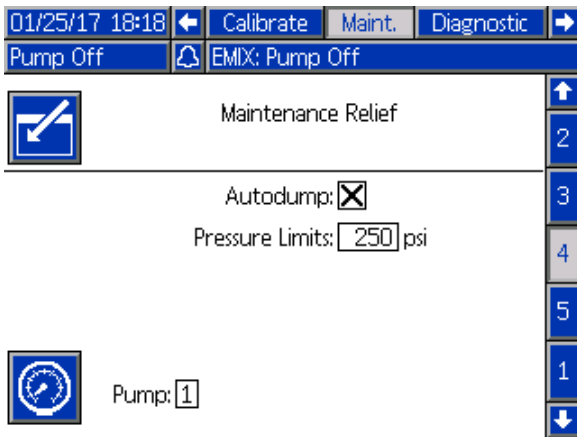 01/25/17 18:18 Calibrate Maint. Diagnostic
Pump Off EMIX: Pump Off
Maintenance Relief
2
Autodump:
3
Pressure Limits: 250 psi
4
5
1
Pump: 1